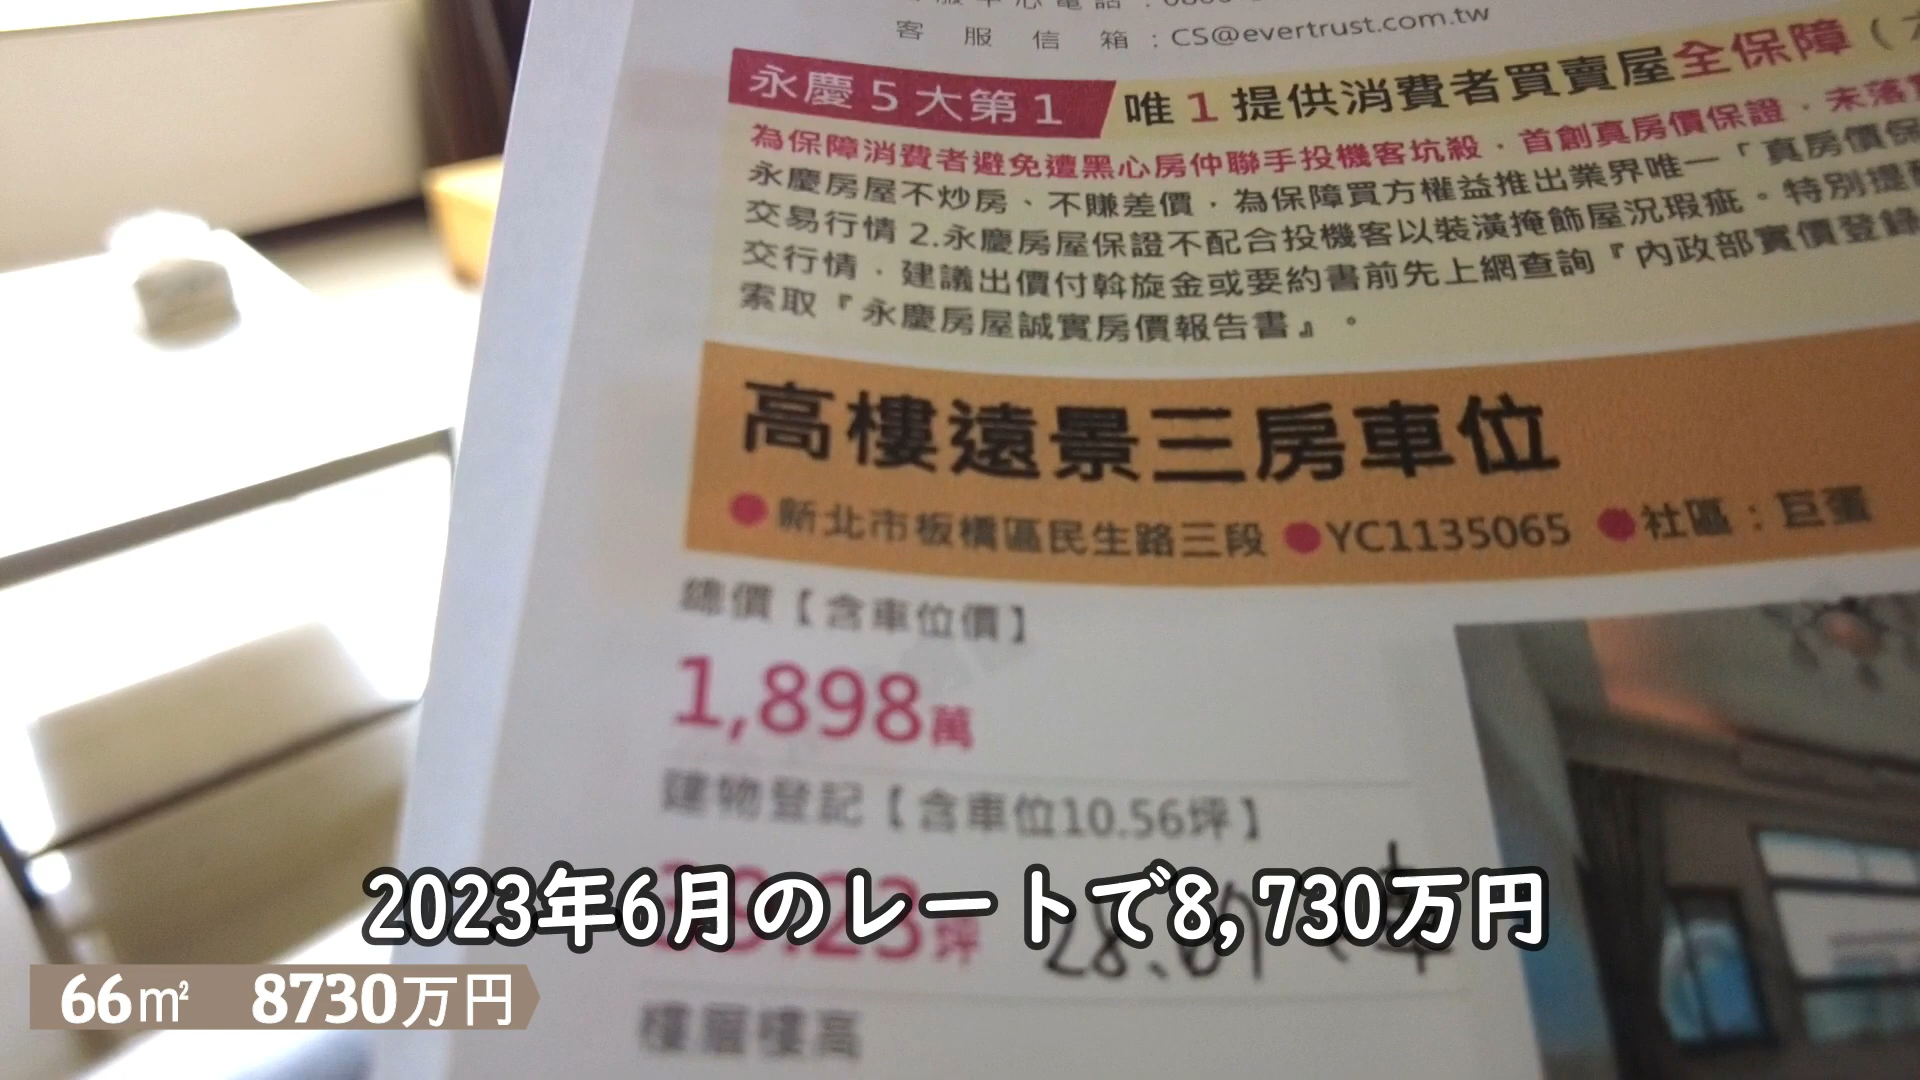 客服信箱：CS@evertrust.com.tw
永慶5大第1 唯1提供消費者買賣屋全保障
為保障消費者避免遭黑心房仲聯手投機客坑殺，首創真房價保證，未落
永慶房屋不炒房、不賺差價，為保障買方權益推出業界唯一「真房價保
交易行情 2.永慶房屋保證不配合投機客以裝潢掩飾屋況瑕疵。特別提醒
交行情，建議出價付斡旋金或要約書前先上網查詢『內政部實價登錄
索取『永慶房屋誠實房價報告書』。
高樓遠景三房車位
●新北市板橋區民生路三段 ●YC1135065 ●社區：巨蛋
總價【含車位價】
1,898萬
建物登記【含車位10.56坪】
39.23坪
2023年6月のレートで8,730万円
樓層樓高
66㎡ 8730万円